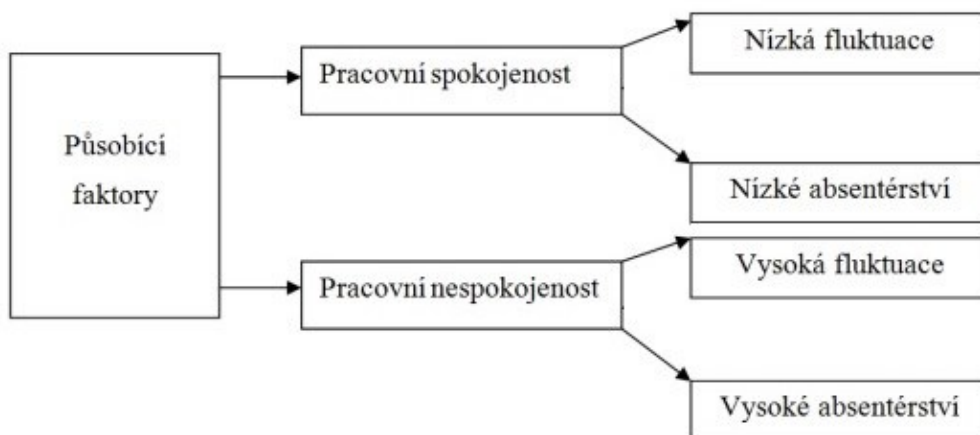 Působící
faktory
Pracovní spokojenost
Nízká fluktuace
Nízké absentérství
Pracovní nespokojenost
Vysoká fluktuace
Vysoké absentérství